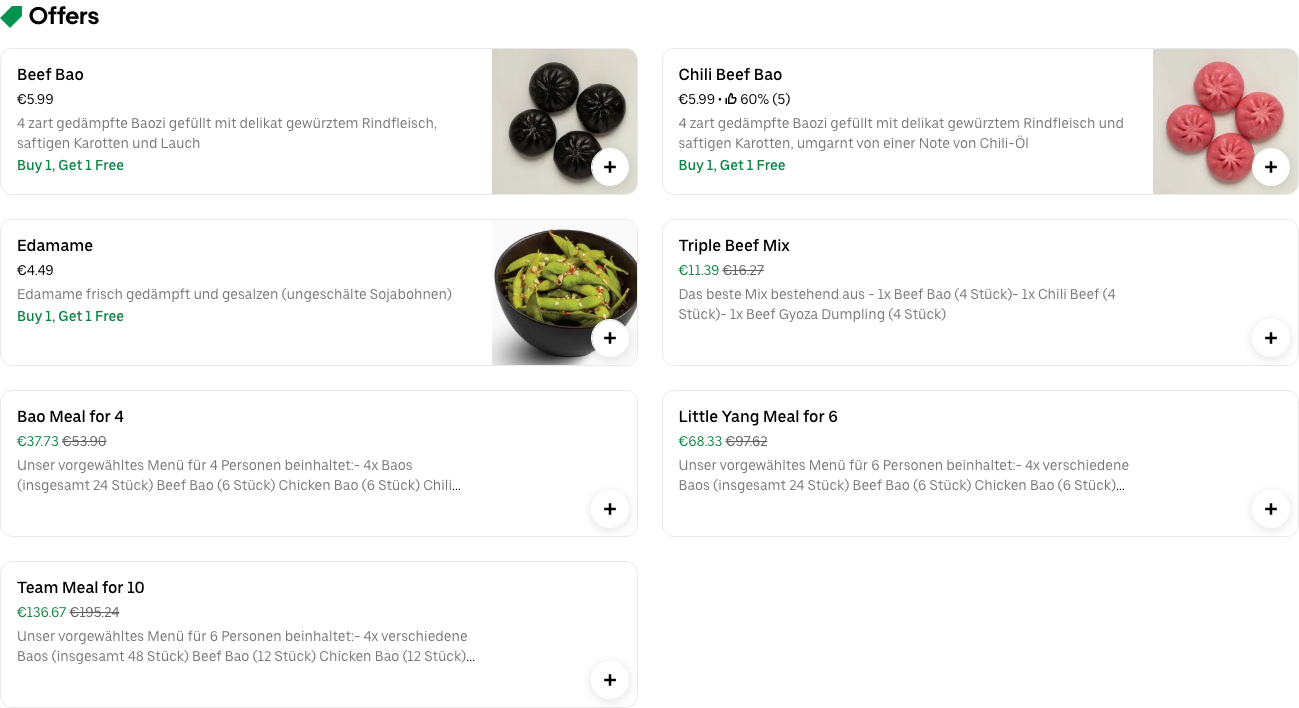 Offers
Beef Bao
€5.99
4 zart gedämpfte Baozi gefüllt mit delikat gewürztem Rindfleisch,
saftigen Karotten und Lauch
Buy 1, Get 1 Free
Chili Beef Bao
€5.99 • 60% (5)
4 zart gedämpfte Baozi gefüllt mit delikat gewürztem Rindfleisch und
saftigen Karotten, umgarnt von einer Note von Chili-Öl
Buy 1, Get 1 Free
Edamame
€4.49
Edamame frisch gedämpft und gesalzen (ungeschälte Sojabohnen)
Buy 1, Get 1 Free
Triple Beef Mix
€11.39 €16.27
Das beste Mix bestehend aus - 1x Beef Bao (4 Stück)- 1x Chili Beef (4
Stück)- 1x Beef Gyoza Dumpling (4 Stück)
Bao Meal for 4
€37.73 €53.90
Unser vorgewähltes Menü für 4 Personen beinhaltet:- 4x Baos
(insgesamt 24 Stück) Beef Bao (6 Stück) Chicken Bao (6 Stück) Chili...
Little Yang Meal for 6
€68.33 €97.62
Unser vorgewähltes Menü für 6 Personen beinhaltet:- 4x verschiedene
Baos (insgesamt 24 Stück) Beef Bao (6 Stück) Chicken Bao (6 Stück)...
Team Meal for 10
€136.67 €195.24
Unser vorgewähltes Menü für 6 Personen beinhaltet:- 4x verschiedene
Baos (insgesamt 48 Stück) Beef Bao (12 Stück) Chicken Bao (12 Stück)...